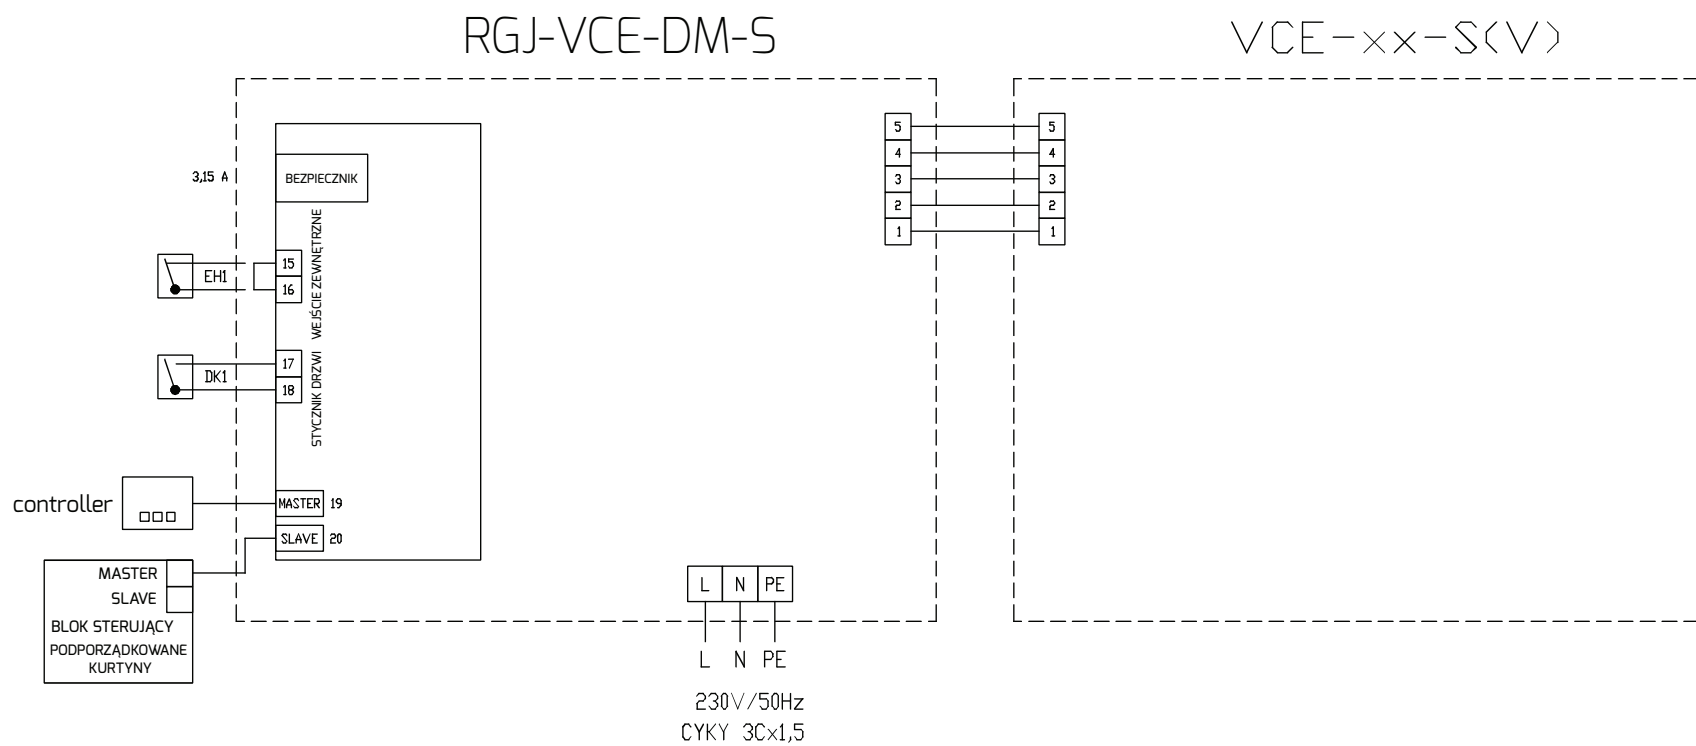 RGJ-VCE-DM-S
VCE-xx-S(V)
5
4
3
2
1
5
4
3
2
1
3,15 A
BEZPIECZNIK
WEJŚCIE ZEWNĘTRZNE
EH1
15
16
STYCZNIK DRZWI
DK1
17
18
controller
MASTER 19
SLAVE 20
MASTER
SLAVE
BLOK STERUJĄCY
PODPORZĄDKOWANE
KURTYNY
L N PE
L N PE
230V/50Hz
CYKY 3Cx1,5